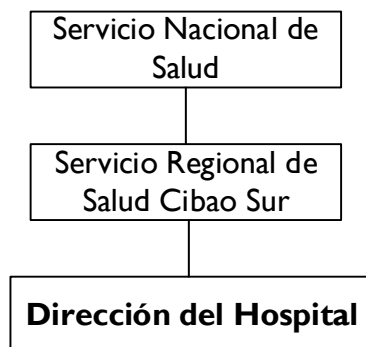 Servicio Nacional de
Salud
Servicio Regional de
Salud Cibao Sur
Dirección del Hospital